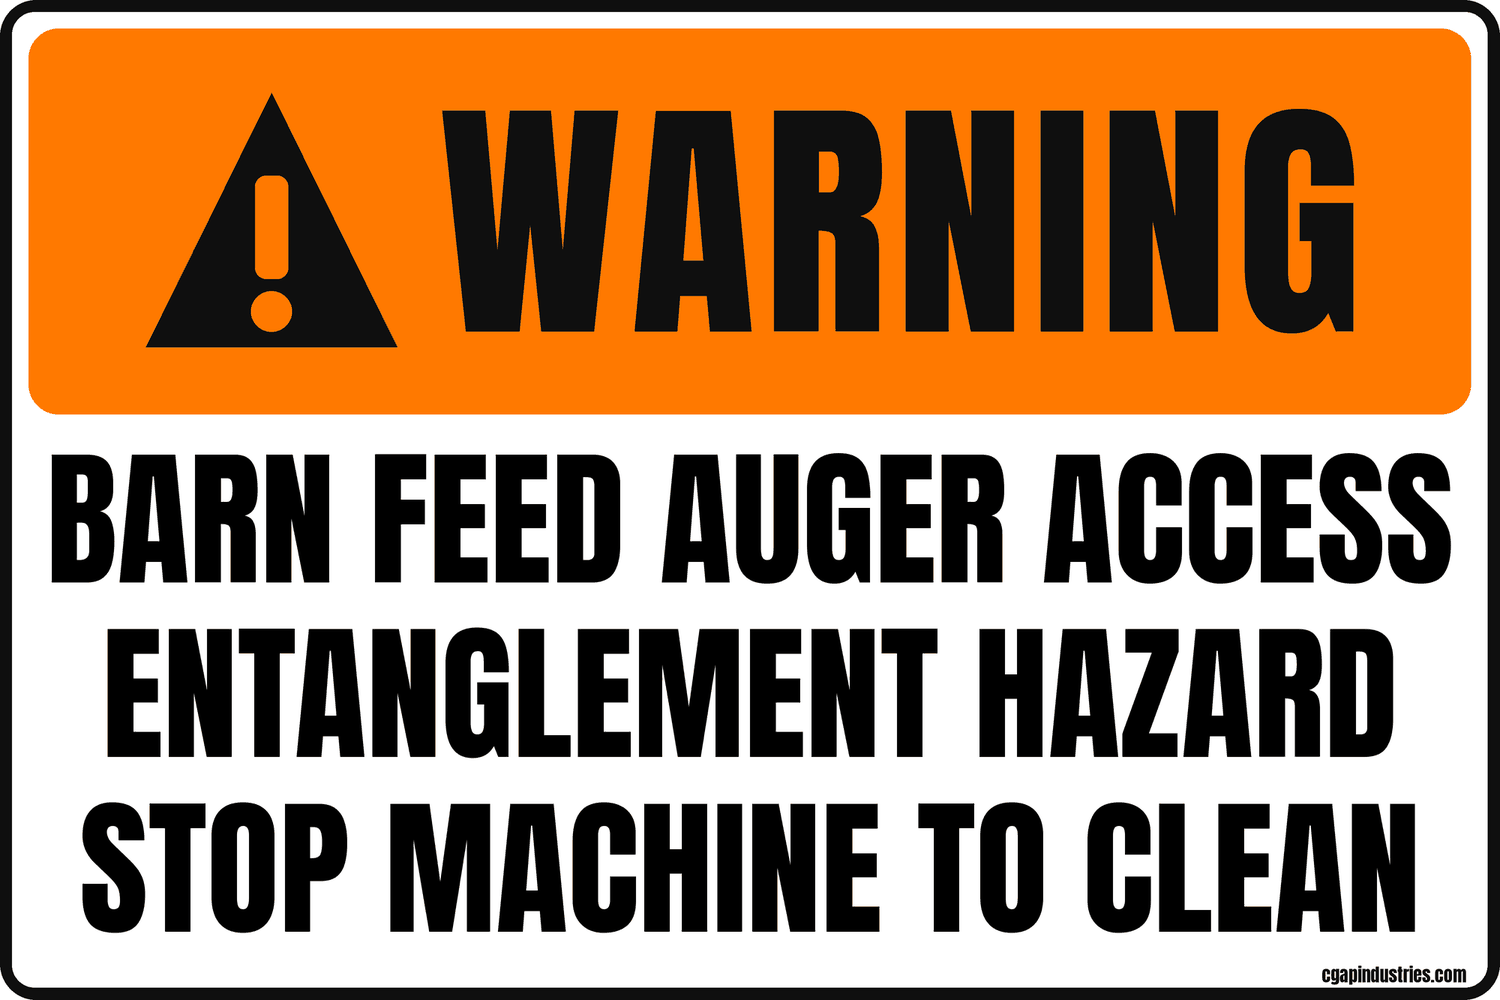 WARNING
BARN FEED AUGER ACCESS
ENTANGLEMENT HAZARD
STOP MACHINE TO CLEAN
cgapindustries.com